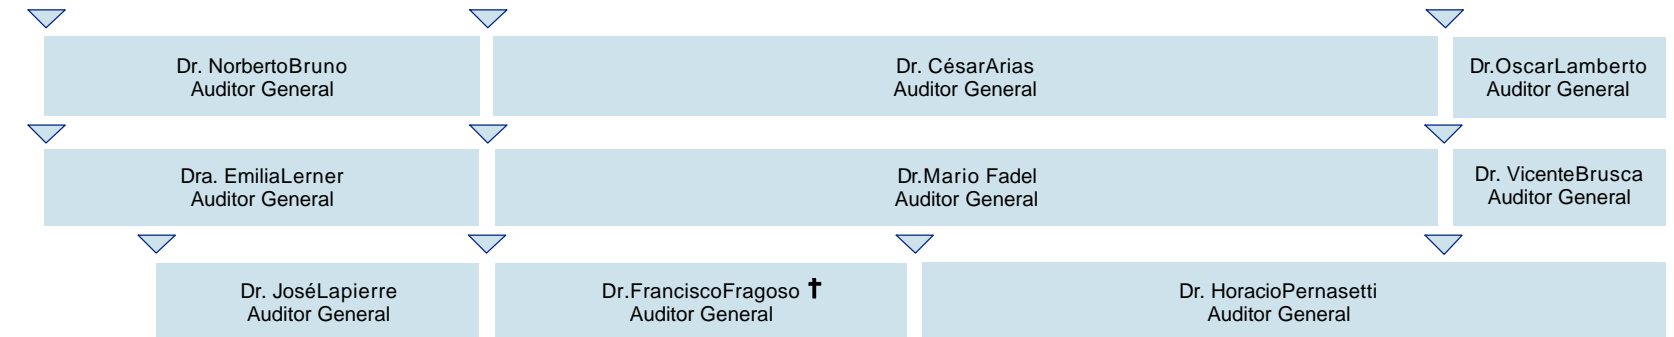 Dr. NorbertoBruno
Auditor General
Dr. CésarArias
Auditor General
Dr.OscarLamberto
Auditor General
Dra. EmiliaLerner
Auditor General
Dr.Mario Fadel
Auditor General
Dr. VicenteBrusca
Auditor General
Dr. JoséLapierre
Auditor General
Dr.FranciscoFragoso ✝
Auditor General
Dr. HoracioPernasetti
Auditor General